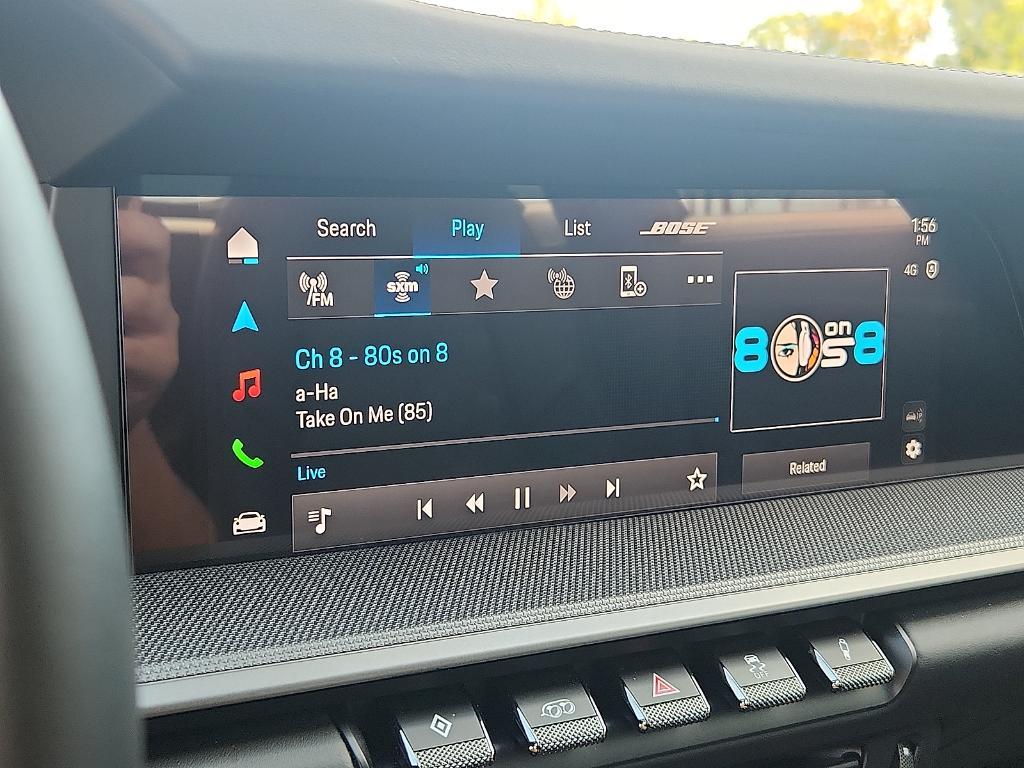 Search Play List BOSE
1:56
PM
4G
FM sxm
Ch 8 - 80s on 8
a-Ha
Take On Me (85)
80s on 8
Live
Related
OFF